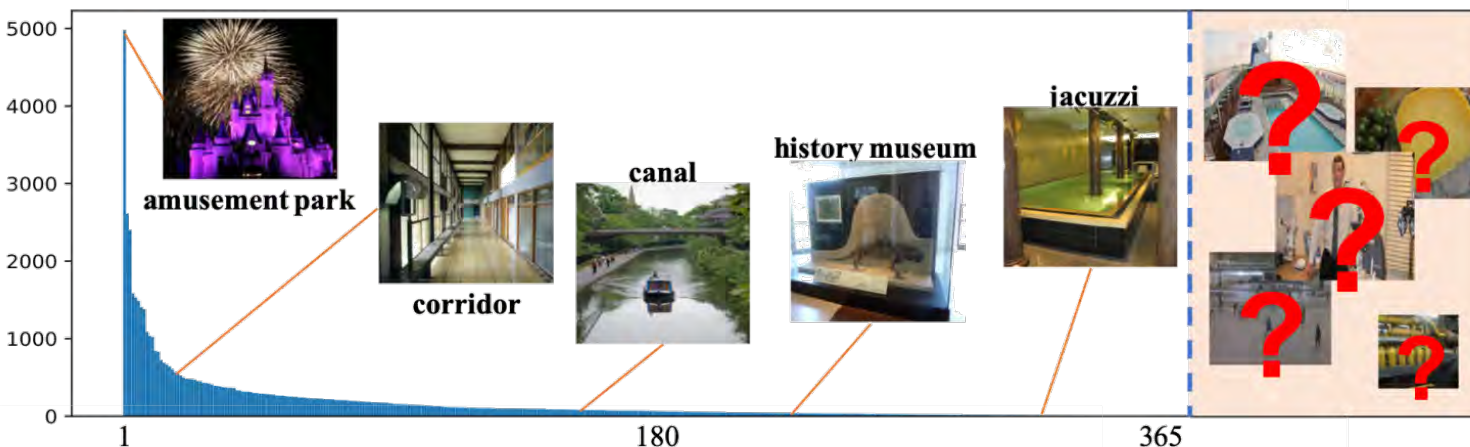 5000
4000
3000
2000
1000
0
amusement park
corridor
canal
history museum
jacuzzi
?
?
?
?
?
1
180
365